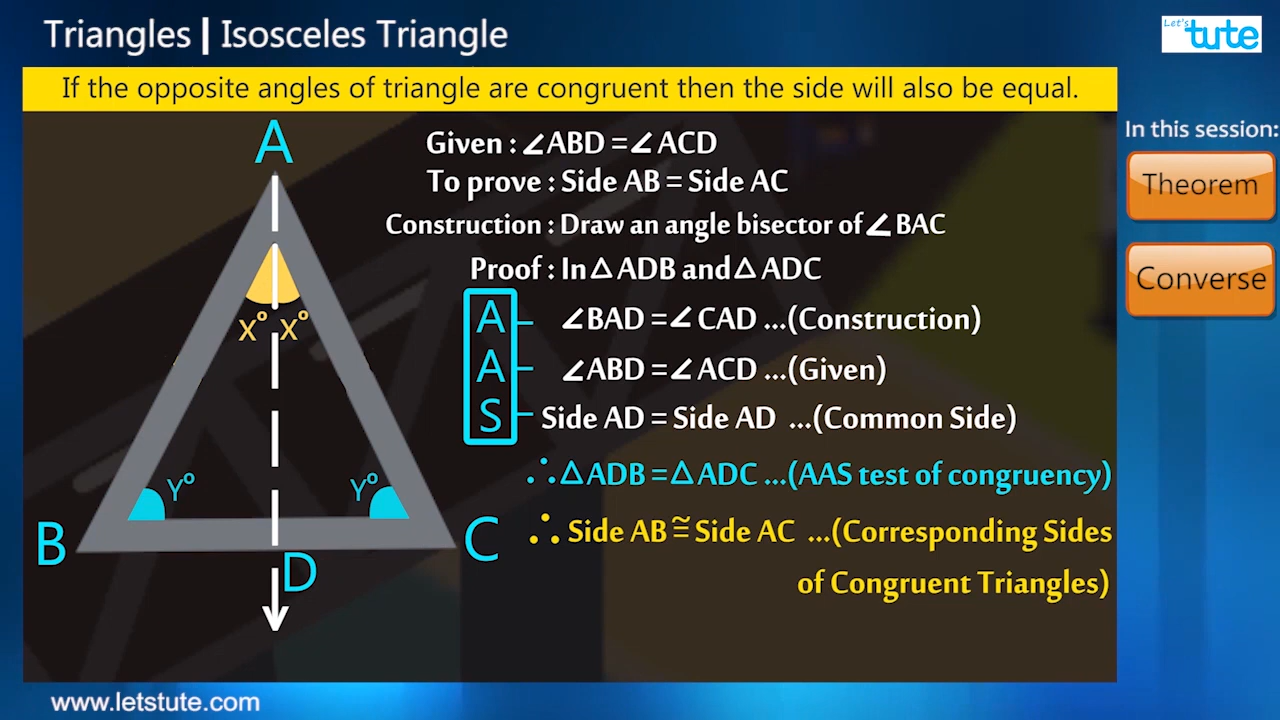 Triangles | Isosceles Triangle
Let's
tute
If the opposite angles of triangle are congruent then the side will also be equal.
In this session:
Theorem
Converse
A
Given : ∠ABD = ∠ACD
To prove : Side AB = Side AC
Construction : Draw an angle bisector of ∠BAC
Proof : In △ ADB and △ ADC
A ∠BAD = ∠CAD ...(Construction)
A ∠ABD = ∠ACD ...(Given)
S Side AD = Side AD ...(Common Side)
∴ △ADB = △ADC ...(AAS test of congruency)
∴ Side AB ≅ Side AC ...(Corresponding Sides
of Congruent Triangles)
X° X°
Y° Y°
B C
D
www.letstute.com